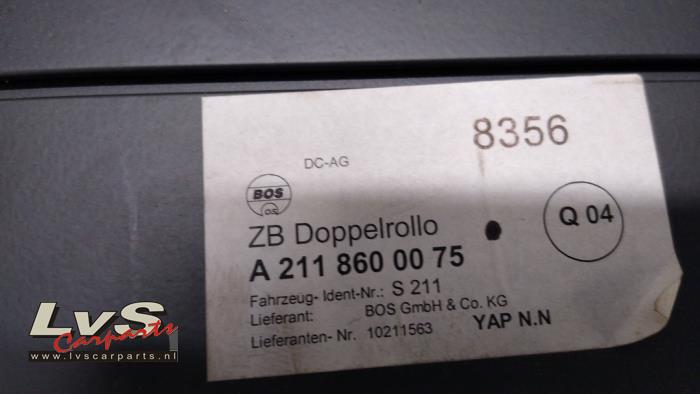 8356
DC-AG
BOS
ZB Doppelrollo
Q 04
A 211 860 00 75
Fahrzeug- Ident-Nr.: S 211
Lieferant: BOS GmbH & Co. KG
Lieferanten- Nr. 10211563 YAP N.N
LvS
Carparts
www.lvscarparts.nl